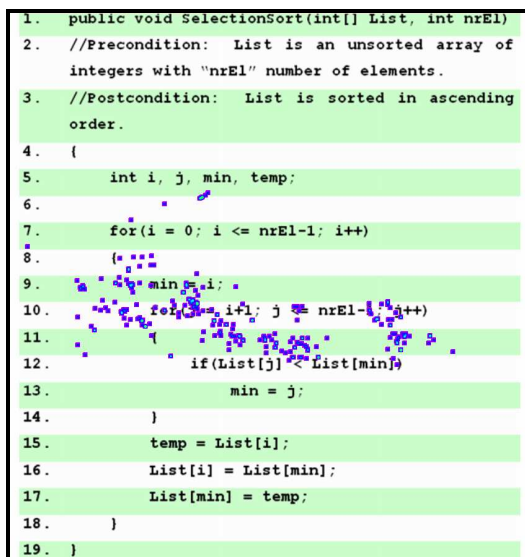 1. public void SelectionSort(int[] List, int nrEl)
2. //Precondition: List is an unsorted array of
integers with "nrEl" number of elements.
3. //Postcondition: List is sorted in ascending
order.
4. {
5. int i, j, min, temp;
6.
7. for(i = 0; i <= nrEl-1; i++)
8. {
9. min = i;
10. for(j = i+1; j <= nrEl-1; j++)
11. {
12. if(List[j] < List[min])
13. min = j;
14. }
15. temp = List[i];
16. List[i] = List[min];
17. List[min] = temp;
18. }
19. }